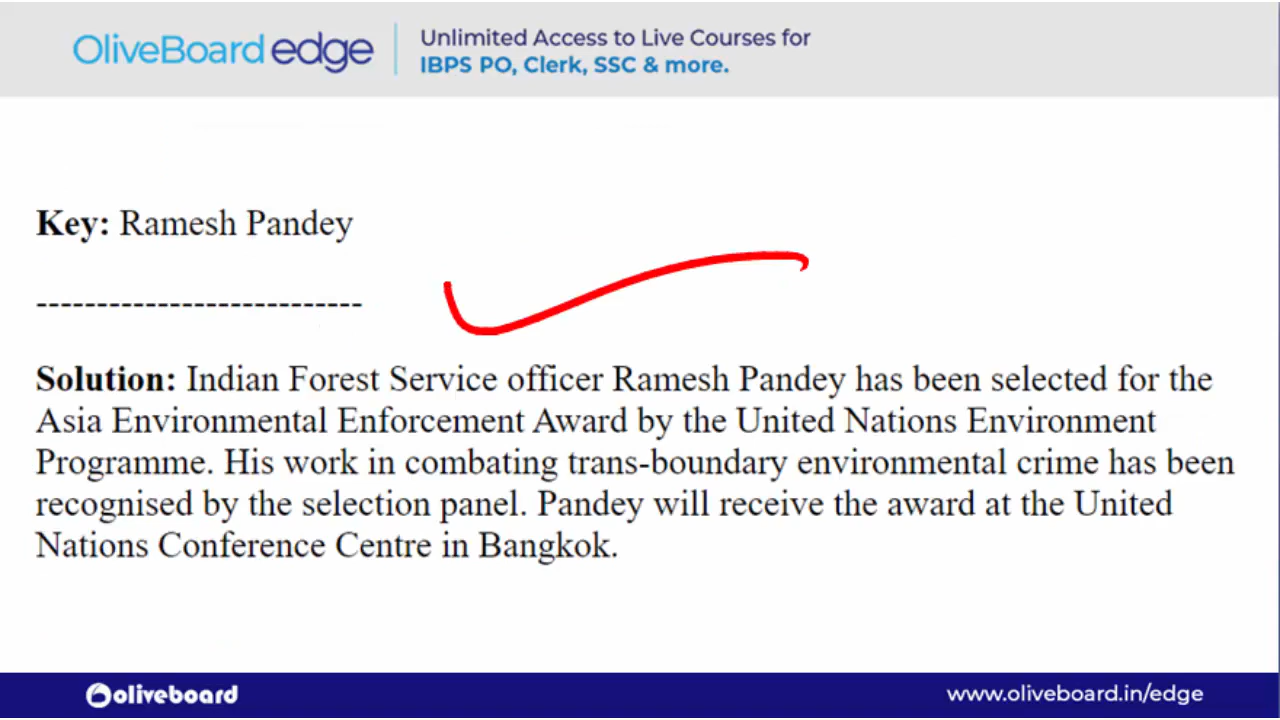 OliveBoard edge
Unlimited Access to Live Courses for
IBPS PO, Clerk, SSC & more.
Key: Ramesh Pandey
---------------------------
Solution: Indian Forest Service officer Ramesh Pandey has been selected for the
Asia Environmental Enforcement Award by the United Nations Environment
Programme. His work in combating trans-boundary environmental crime has been
recognised by the selection panel. Pandey will receive the award at the United
Nations Conference Centre in Bangkok.
oliveboard
www.oliveboard.in/edge